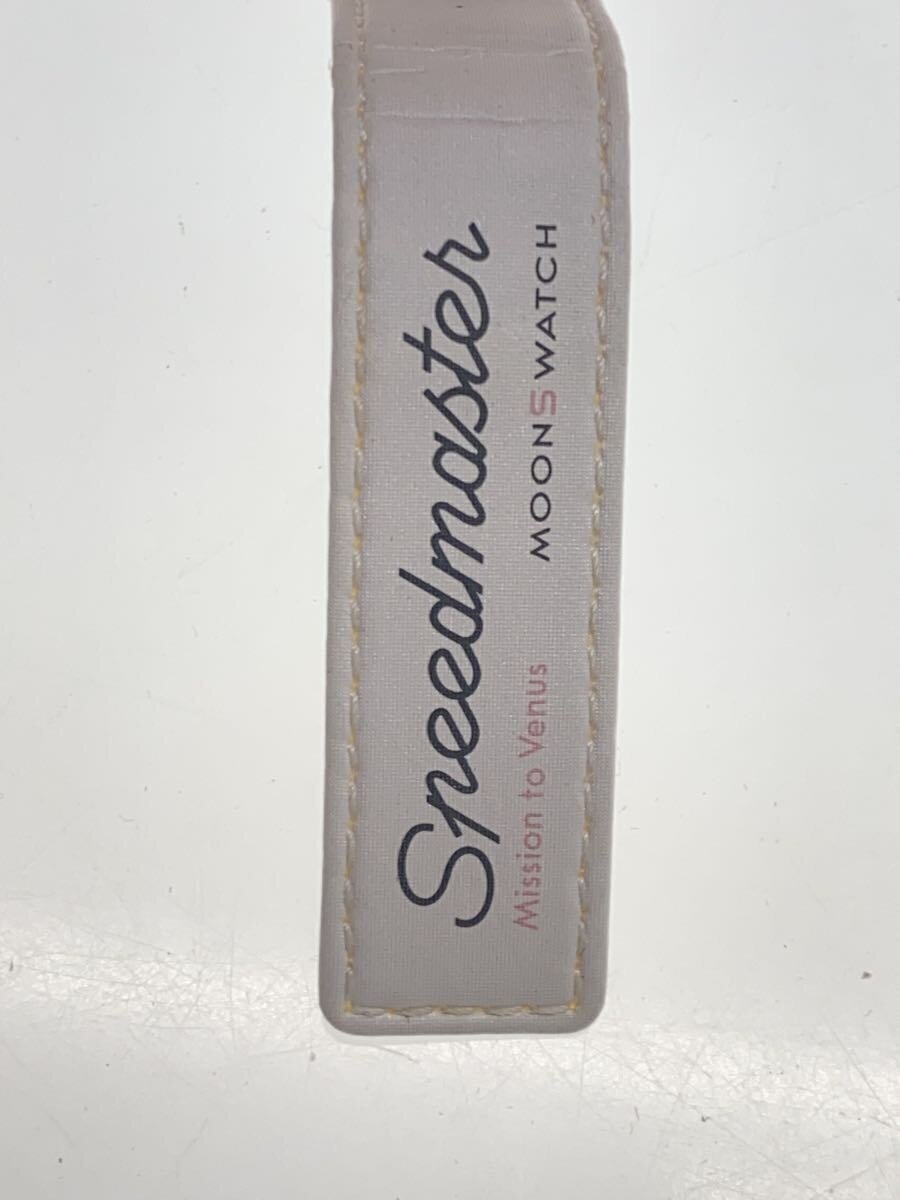 Speedmaster
Mission to Venus
MOONSWATCH